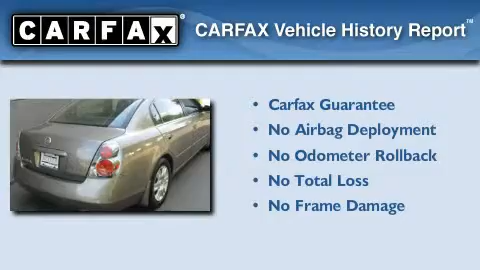 CARFAX® CARFAX Vehicle History Report™
• Carfax Guarantee
• No Airbag Deployment
• No Odometer Rollback
• No Total Loss
• No Frame Damage